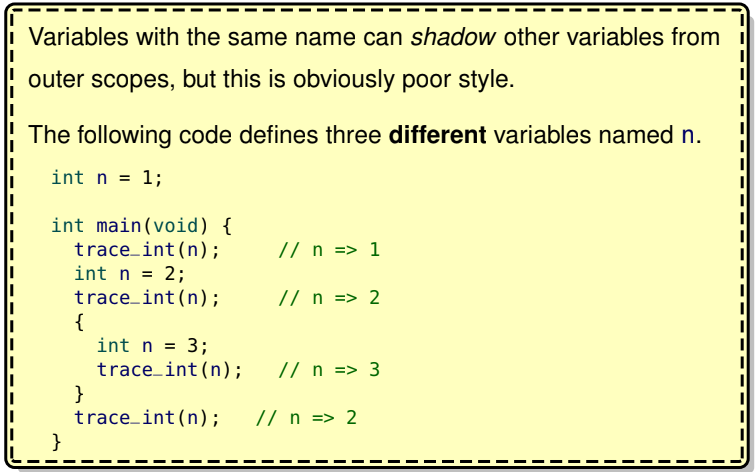 Variables with the same name can shadow other variables from
outer scopes, but this is obviously poor style.
The following code defines three different variables named n.
int n = 1;
int main(void) {
  trace_int(n);     // n => 1
  int n = 2;
  trace_int(n);     // n => 2
  {
    int n = 3;
    trace_int(n);   // n => 3
  }
  trace_int(n);   // n => 2
}